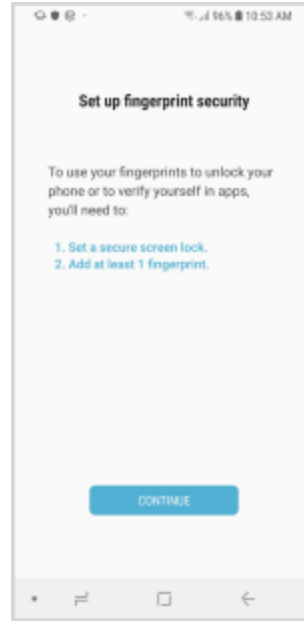 96% 10:53 AM
Set up fingerprint security
To use your fingerprints to unlock your
phone or to verify yourself in apps,
you'll need to:
1. Set a secure screen lock.
2. Add at least 1 fingerprint.
CONTINUE